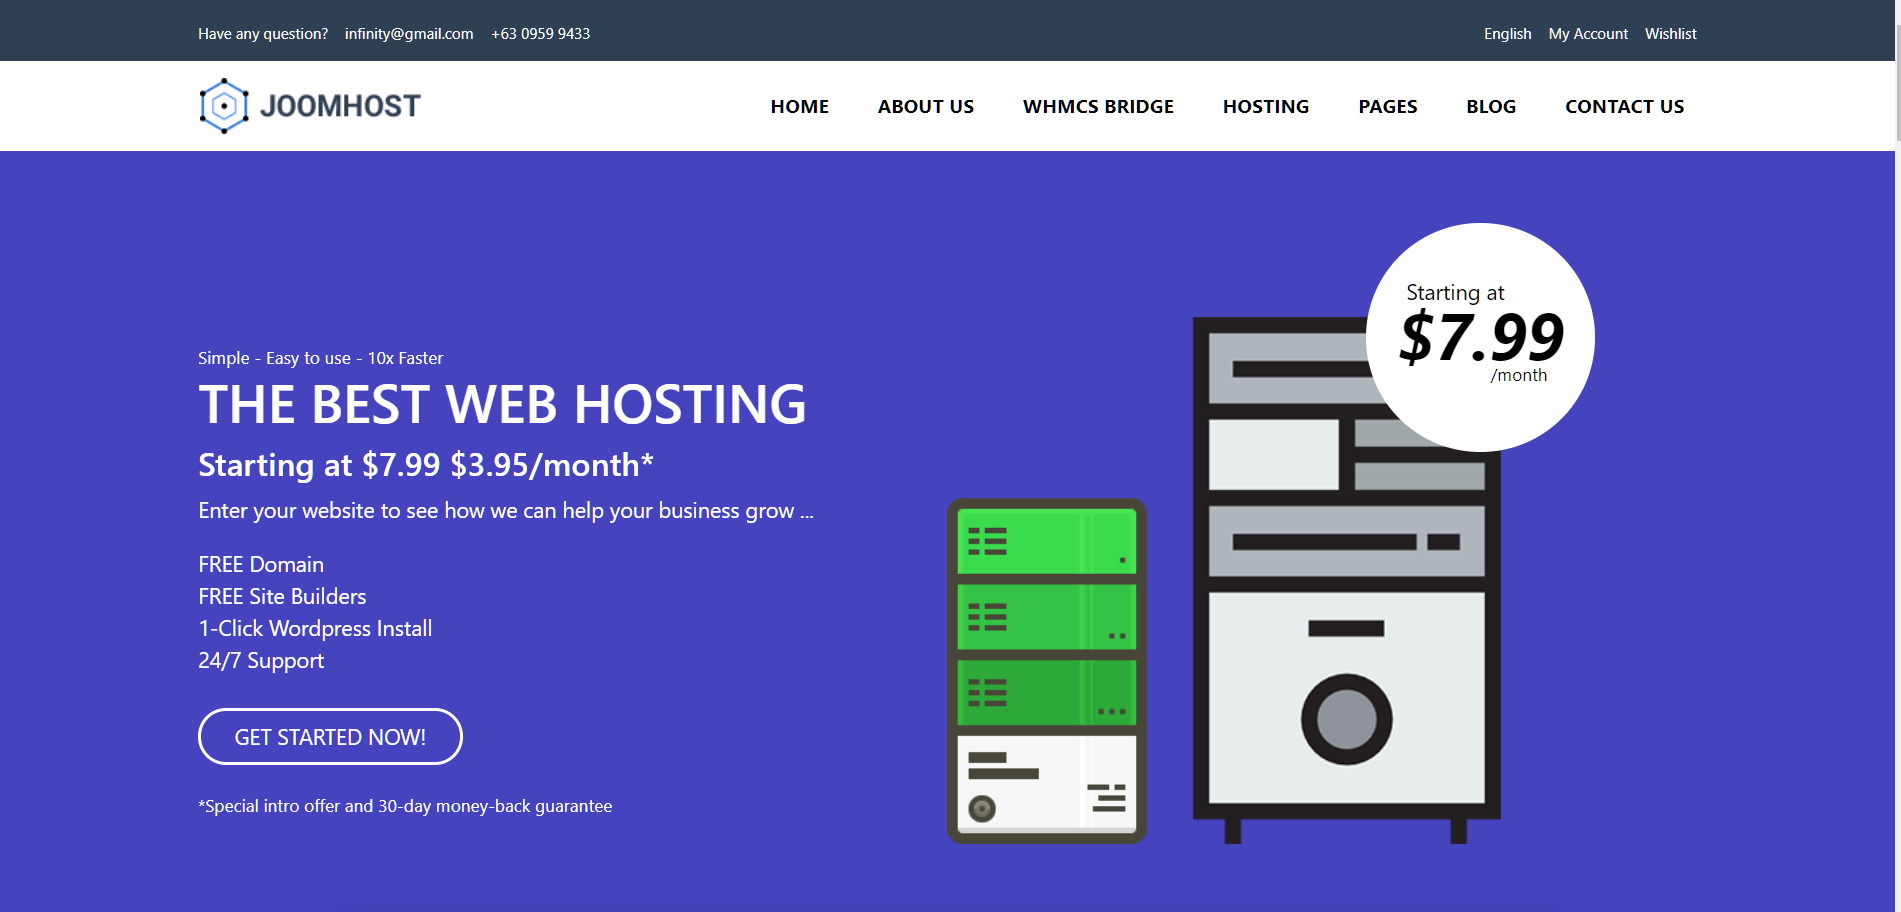 Have any question? infinity@gmail.com +63 0959 9433
English My Account Wishlist
JOOMHOST
HOME ABOUT US WHMCS BRIDGE HOSTING PAGES BLOG CONTACT US
Starting at
$7.99
/month
Simple - Easy to use - 10x Faster
THE BEST WEB HOSTING
Starting at $7.99 $3.95/month*
Enter your website to see how we can help your business grow ...
FREE Domain
FREE Site Builders
1-Click Wordpress Install
24/7 Support
GET STARTED NOW!
*Special intro offer and 30-day money-back guarantee